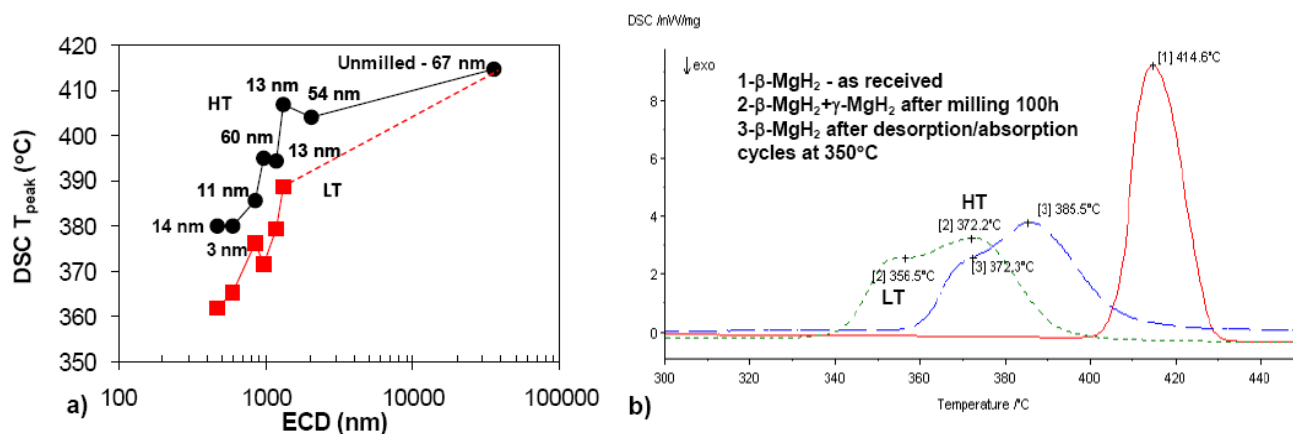 420
410
400
390
380
370
360
350
DSC Tpeak (°C)
Unmilled - 67 nm
13 nm
54 nm
HT
60 nm
13 nm
11 nm
LT
14 nm
3 nm
100 1000 10000 100000
ECD (nm)
a)
DSC /mW/mg
↓exo
[1] 414.6°C
1-β-MgH2 - as received
2-β-MgH2+γ-MgH2 after milling 100h
3-β-MgH2 after desorption/absorption
cycles at 350°C
8
6
4
2
0
HT
[3] 385.5°C
[2] 372.2°C
[2] 356.5°C
[3] 372.3°C
LT
300 320 340 360 380 400 420 440
Temperature /°C
b)